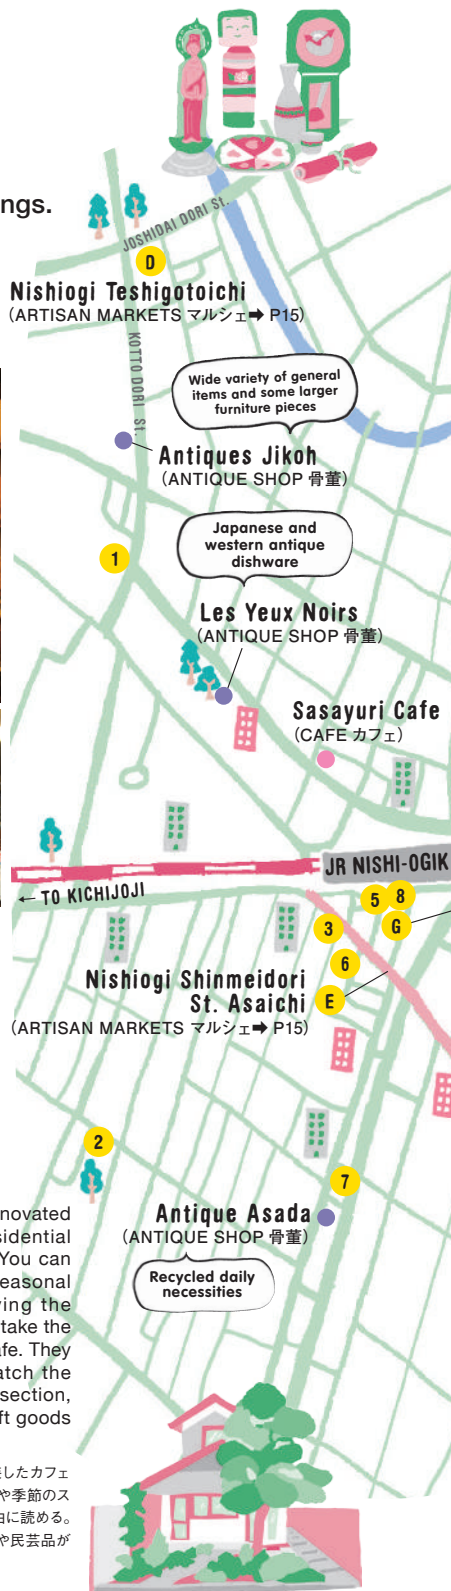 ngs.
JOSHIDAI DORI St.
D
Nishiogi Teshigotoichi
(ARTISAN MARKETS マルシェ➡ P15)
KOTTO DORI St.
Wide variety of general
items and some larger
furniture pieces
Antiques Jikoh
(ANTIQUE SHOP 骨董)
Japanese and
western antique
dishware
1
Les Yeux Noirs
(ANTIQUE SHOP 骨董)
Sasayuri Cafe
(CAFE カフェ)
JR NISHI-OGIK
← TO KICHIJOJI
5
8
3
G
6
Nishiogi Shinmeidori
St. Asaichi
E
(ARTISAN MARKETS マルシェ➡ P15)
2
7
Antique Asada
(ANTIQUE SHOP 骨董)
Recycled daily
necessities
novated
sidential
You can
easonal
ving the
take the
afe. They
atch the
section,
ft goods
したカフェ
や季節のス
由に読める。
や民芸品が